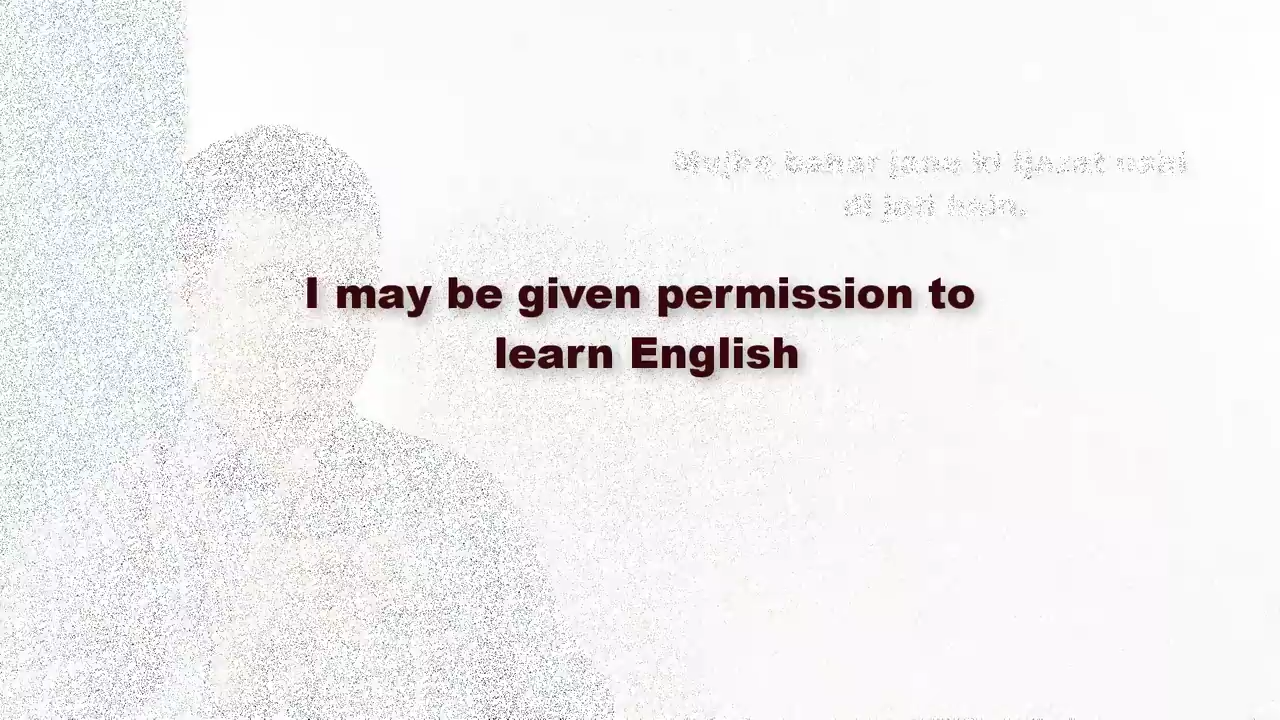 Mujhe bahar jane ki ijazat nahi
di jati hain.
I may be given permission to
learn English